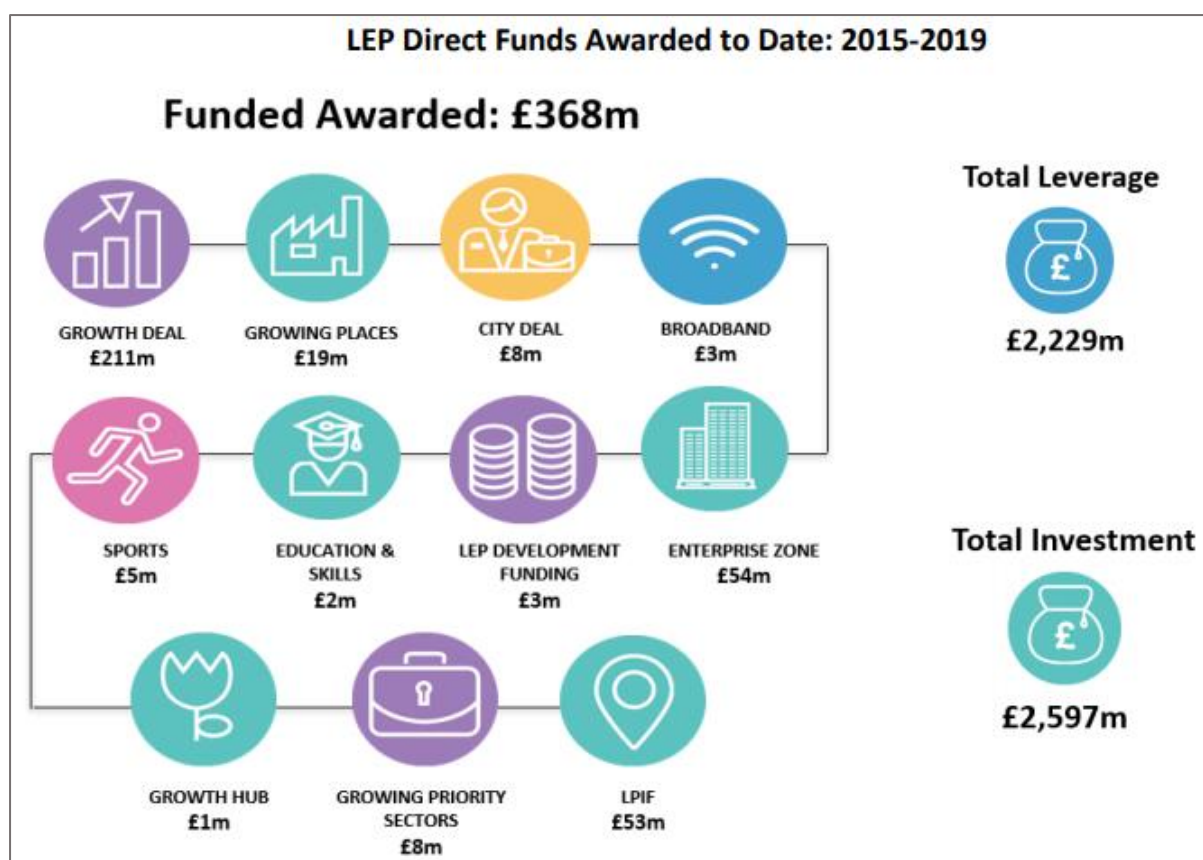 LEP Direct Funds Awarded to Date: 2015-2019
Funded Awarded: £368m
GROWTH DEAL
£211m
GROWING PLACES
£19m
CITY DEAL
£8m
BROADBAND
£3m
Total Leverage
£
£2,229m
SPORTS
£5m
EDUCATION &
SKILLS
£2m
LEP DEVELOPMENT
FUNDING
£3m
ENTERPRISE ZONE
£54m
Total Investment
£
£2,597m
GROWTH HUB
£1m
GROWING PRIORITY
SECTORS
£8m
LPIF
£53m